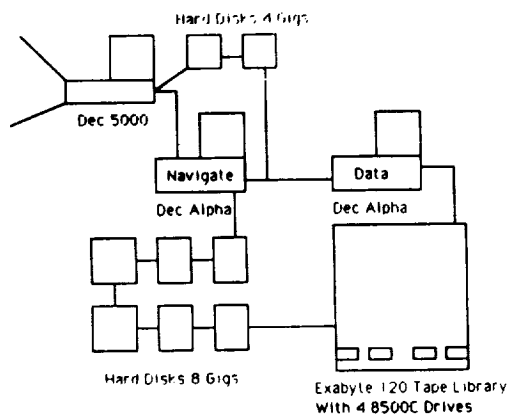 Hard Disks 4 Gigs
Dec 5000
Navigate
Data
Dec Alpha
Dec Alpha
Hard Disks 8 Gigs
Exabyte 120 Tape Library
With 4 8500C Drives